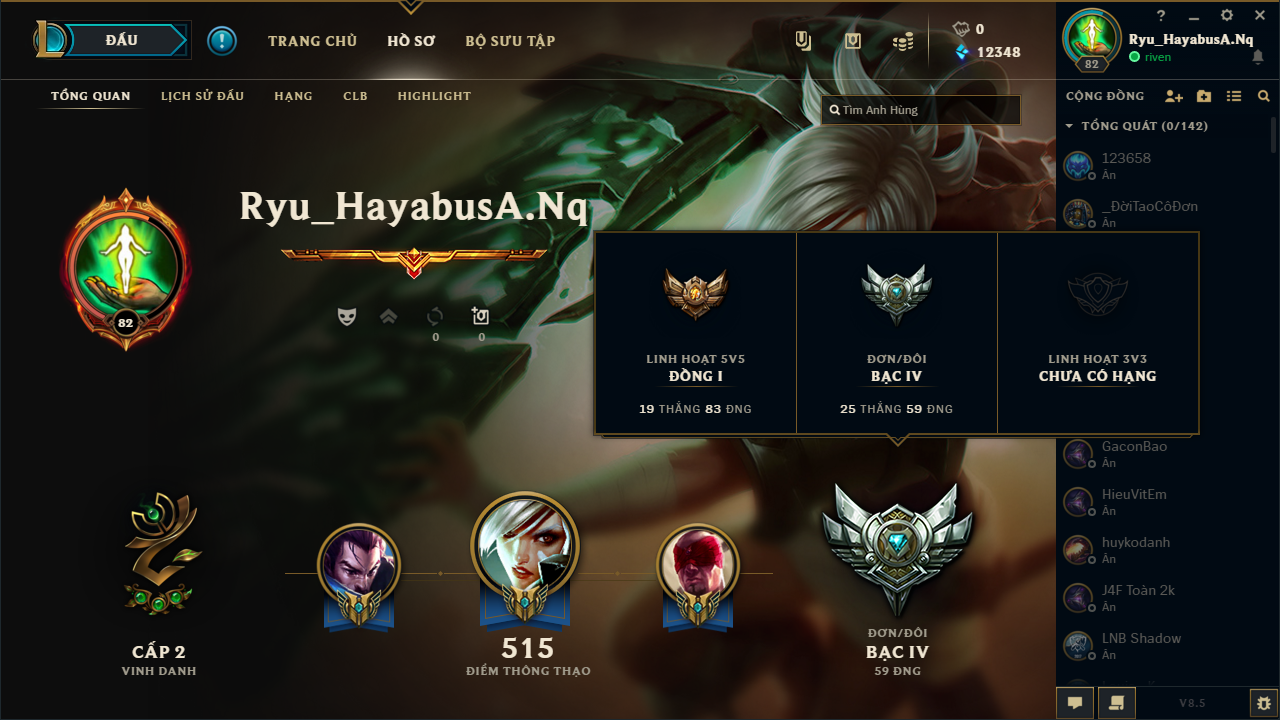 ĐẤU
TRANG CHỦ
HỒ SƠ
BỘ SƯU TẬP
0
12348
Ryu_HayabusA.Nq
riven
82
TỔNG QUAN
LỊCH SỬ ĐẤU
HẠNG
CLB
HIGHLIGHT
Tìm Anh Hùng
CỘNG ĐỒNG
TỔNG QUÁT (0/142)
123658
Ẩn
_ĐờiTaoCôĐơn
Ẩn
Ryu_HayabusA.Nq
82
0
0
LINH HOẠT 5V5
ĐỒNG I
19 THẮNG 83 ĐNG
ĐƠN/ĐÔI
BẠC IV
25 THẮNG 59 ĐNG
LINH HOẠT 3V3
CHƯA CÓ HẠNG
GaconBao
Ẩn
HieuVitEm
Ẩn
huykodanh
Ẩn
J4F Toàn 2k
Ẩn
LNB Shadow
Ẩn
CẤP 2
VINH DANH
515
ĐIỂM THÔNG THẠO
ĐƠN/ĐÔI
BẠC IV
59 ĐNG
V8.5